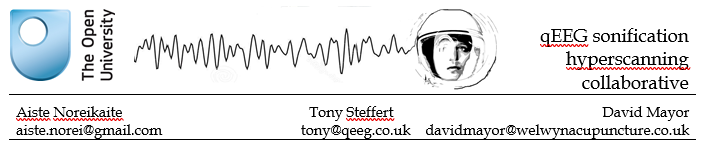 The Open
University
qEEG sonification
hyperscanning
collaborative
Aiste Noreikaite
Tony Steffert
David Mayor
aiste.norei@gmail.com
tony@qeeg.co.uk
davidmayor@welwynacupuncture.co.uk